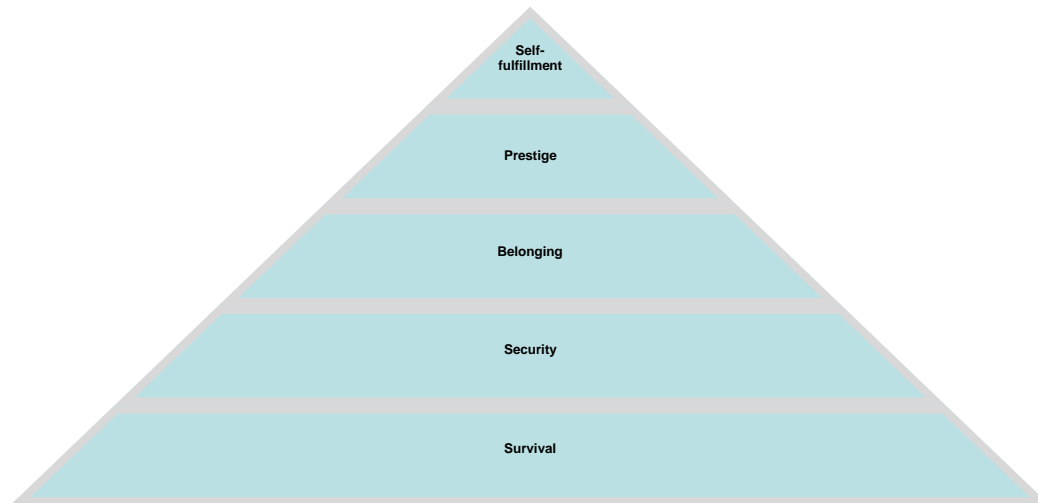 Self-
fulfillment
Prestige
Belonging
Security
Survival